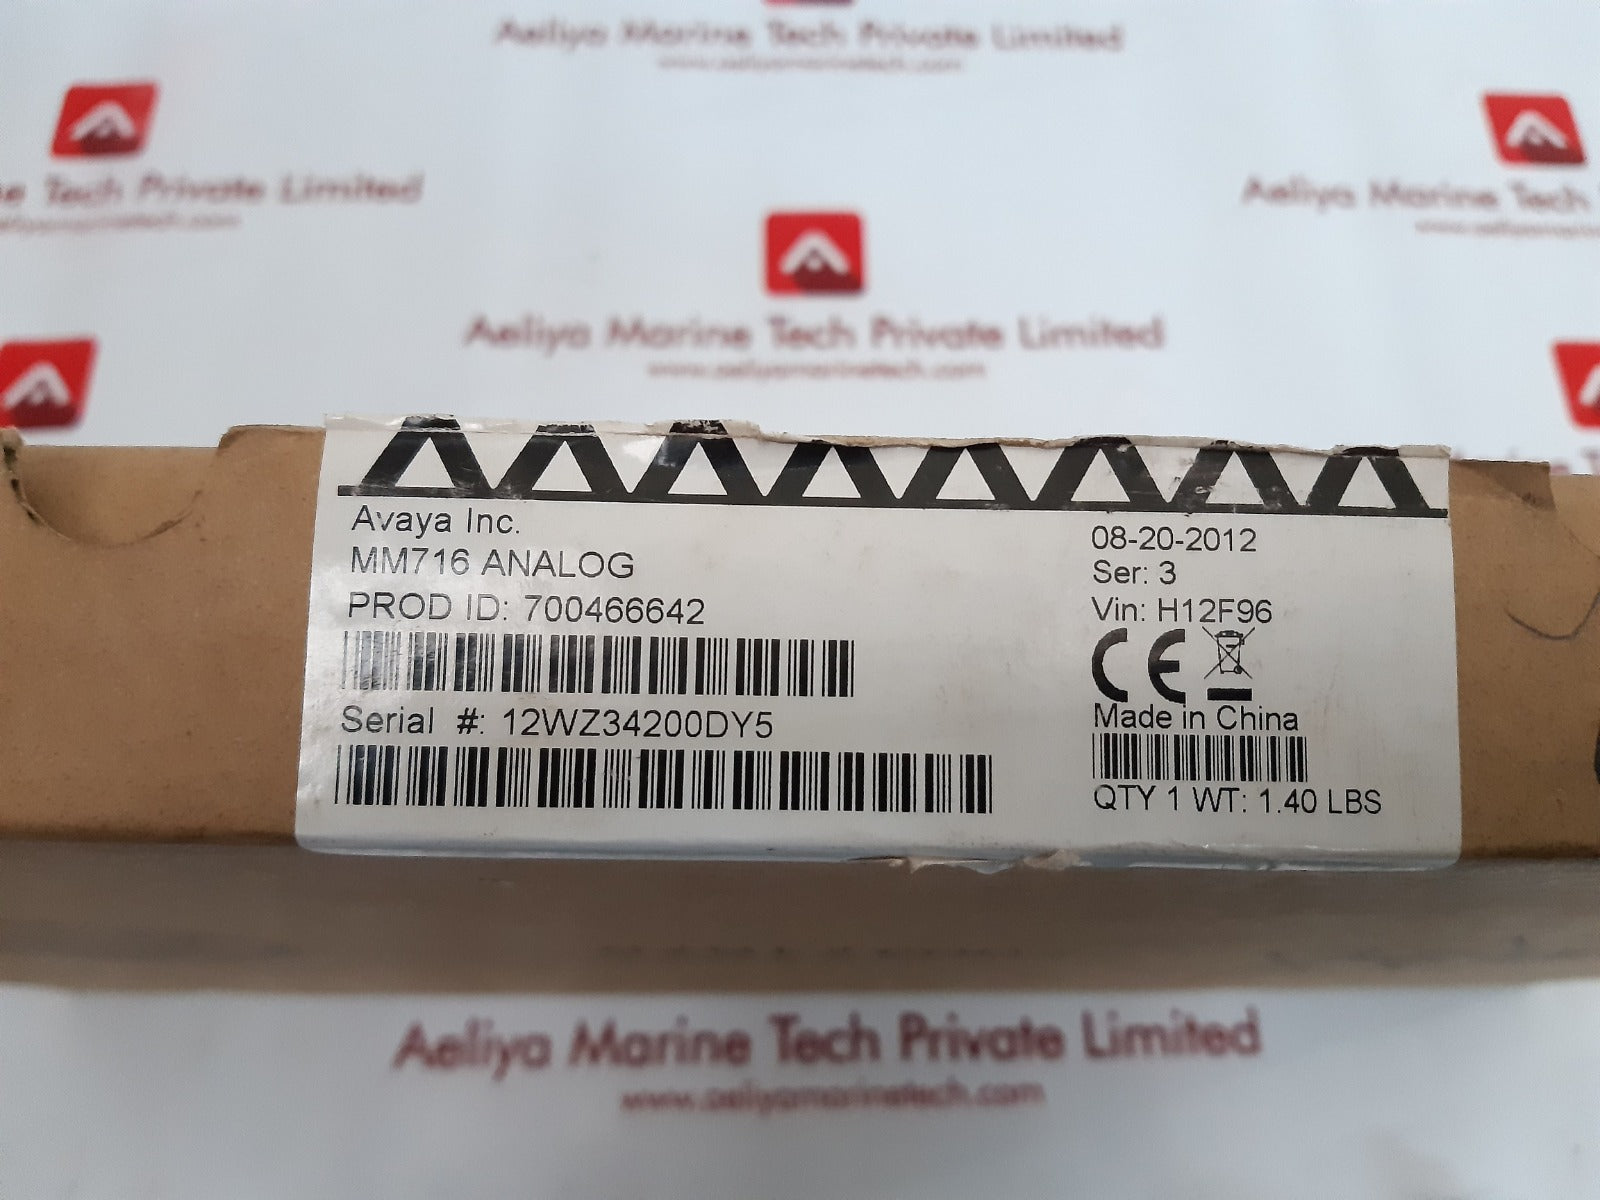 Aeliya Marine Tech Private Limited
www.aeliyamarinetech.com
Tech Private Limited
Aeliya Marine Tech
Aeliya Marine Tech Private Limited
www.aeliyamarinetech.com
Avaya Inc.
MM716 ANALOG
PROD ID: 700466642
Serial #: 12WZ34200DY5
08-20-2012
Ser: 3
Vin: H12F96
CE
Made in China
QTY 1 WT: 1.40 LBS
Aeliya Marine Tech Private Limited
www.aeliyamarinetech.com